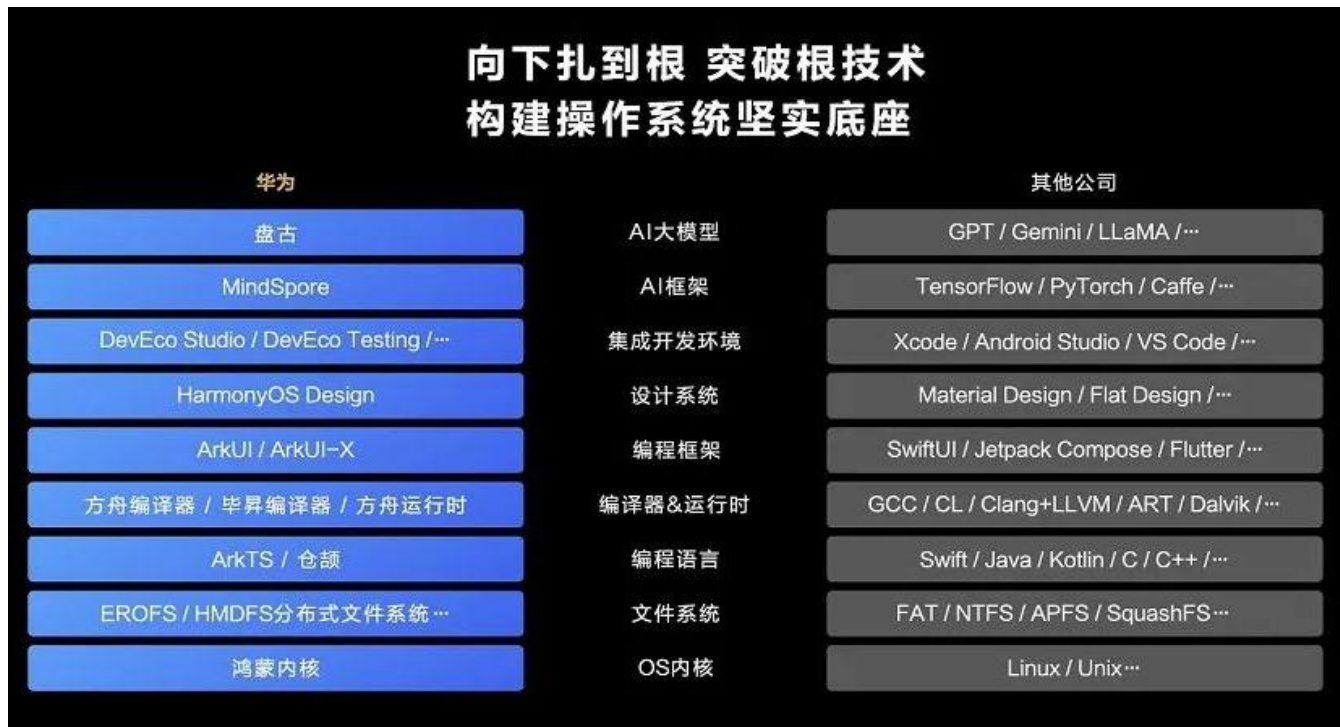 向下扎到根 突破根技术
构建操作系统坚实底座
华为 其他公司
盘古 AI大模型 GPT / Gemini / LLaMA /···
MindSpore AI框架 TensorFlow / PyTorch / Caffe /···
DevEco Studio / DevEco Testing /··· 集成开发环境 Xcode / Android Studio / VS Code /···
HarmonyOS Design 设计系统 Material Design / Flat Design /···
ArkUI / ArkUI-X 编程框架 SwiftUI / Jetpack Compose / Flutter /···
方舟编译器 / 毕昇编译器 / 方舟运行时 编译器&运行时 GCC / CL / Clang+LLVM / ART / Dalvik /···
ArkTS / 仓颉 编程语言 Swift / Java / Kotlin / C / C++ /···
EROFS / HMDFS分布式文件系统··· 文件系统 FAT / NTFS / APFS / SquashFS···
鸿蒙内核 OS内核 Linux / Unix···